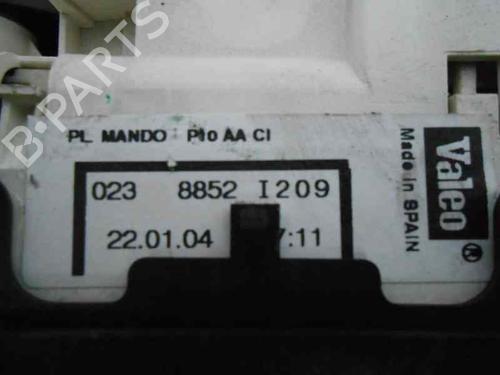 B-PARTS
PL. MANDO P10 AA CI
023 8852 I209
22.01.04 7:11
Valeo
Made in SPAIN